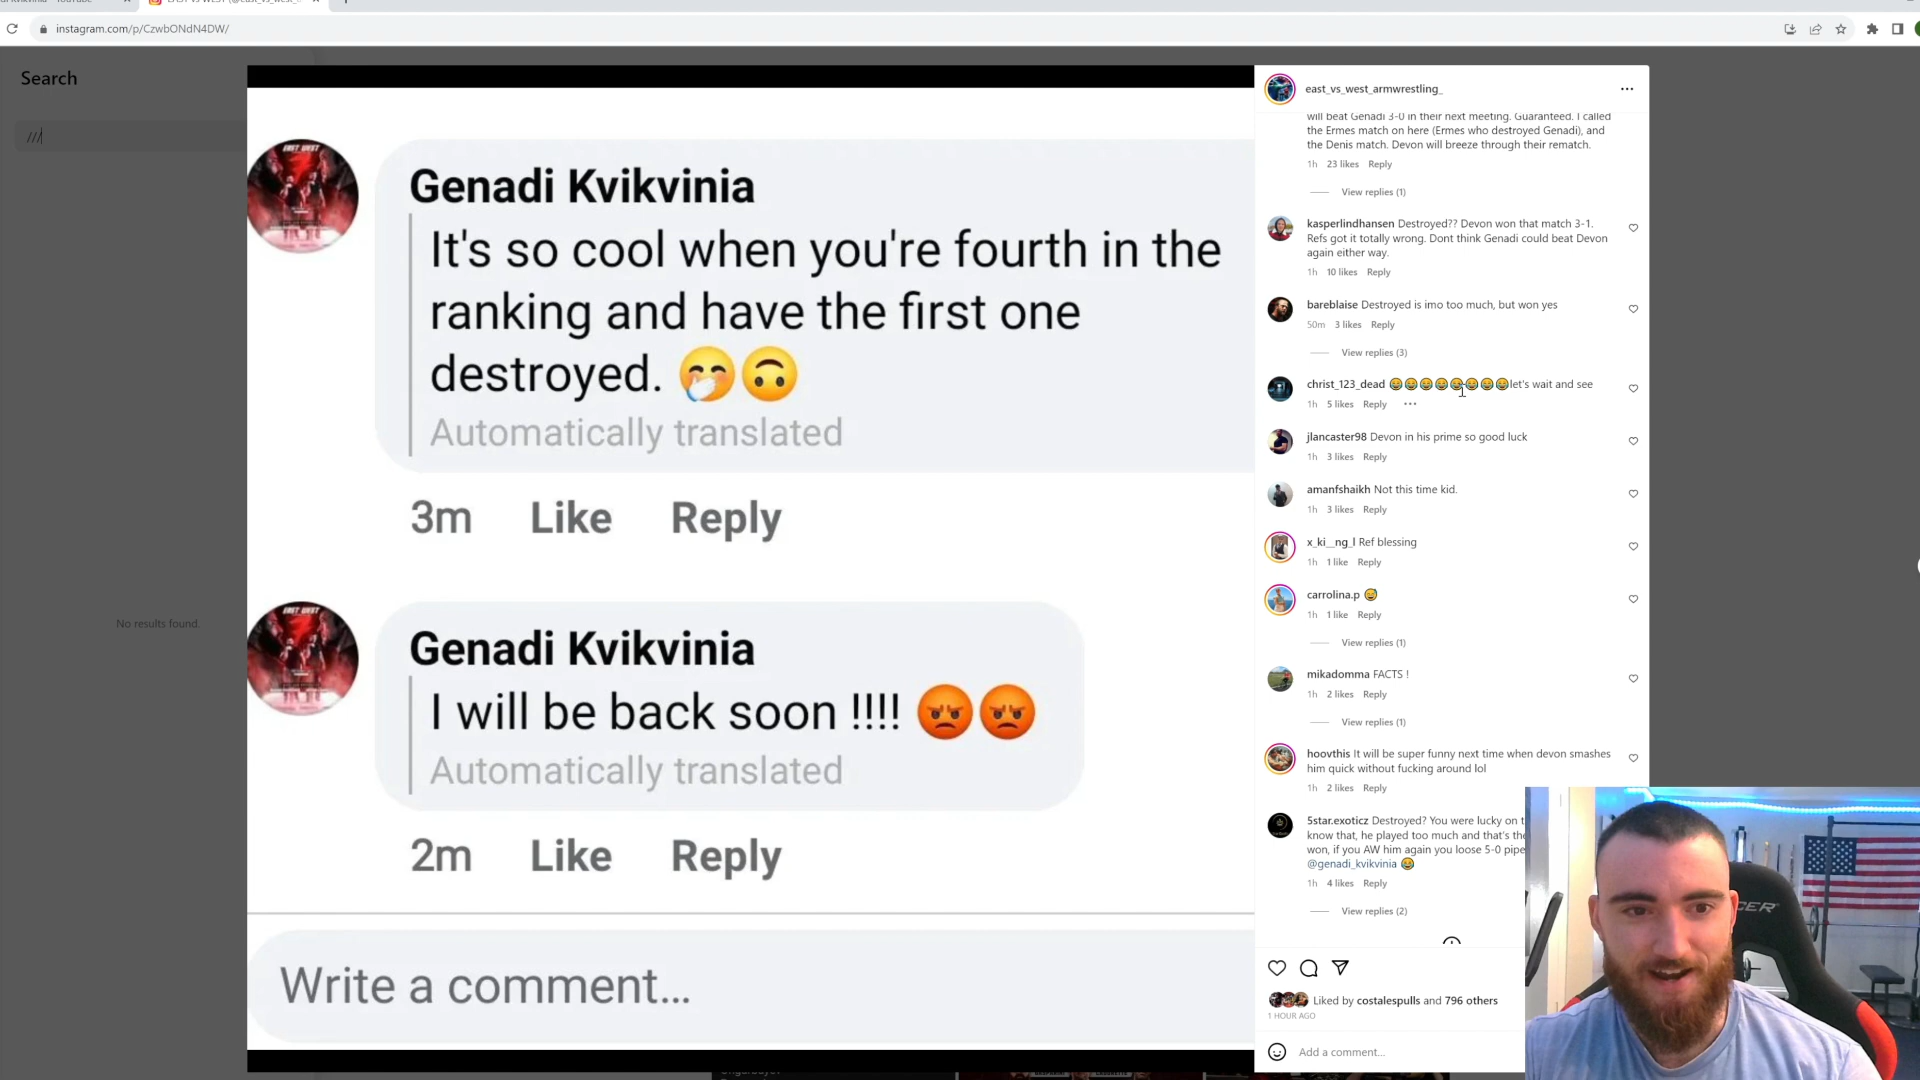 instagram.com/p/CzwbONdN4DW/
Search
///
No results found.
Genadi Kvikvinia
It's so cool when you're fourth in the
ranking and have the first one
destroyed. 🤭🙃
Automatically translated
3m Like Reply
Genadi Kvikvinia
I will be back soon !!!! 😡😡
Automatically translated
2m Like Reply
Write a comment...
east_vs_west_armwrestling_
will beat Genadi 3-0 in their next meeting. Guaranteed. I called
the Ermes match on here (Ermes who destroyed Genadi), and
the Denis match. Devon will breeze through their rematch.
1h 23 likes Reply
View replies (1)
kasperlindhansen Destroyed?? Devon won that match 3-1.
Refs got it totally wrong. Dont think Genadi could beat Devon
again either way.
1h 10 likes Reply
bareblaise Destroyed is imo too much, but won yes
50m 3 likes Reply
View replies (3)
christ_123_dead 😂😂😂😂😂😂😂😂let's wait and see
1h 5 likes Reply
jlancaster98 Devon in his prime so good luck
1h 3 likes Reply
amanfshaikh Not this time kid.
1h 3 likes Reply
x_ki__ng_l Ref blessing
1h 1 like Reply
carrolina.p 😅
1h 1 like Reply
View replies (1)
mikadomma FACTS !
1h 2 likes Reply
View replies (1)
hoovthis It will be super funny next time when devon smashes
him quick without fucking around lol
1h 2 likes Reply
5star.exoticz Destroyed? You were lucky on
know that, he played too much and that's
won, if you AW him again you loose 5-0 pipe
@genadi_kvikvinia 😂
1h 4 likes Reply
View replies (2)
Liked by costalespulls and 796 others
1 HOUR AGO
Add a comment...